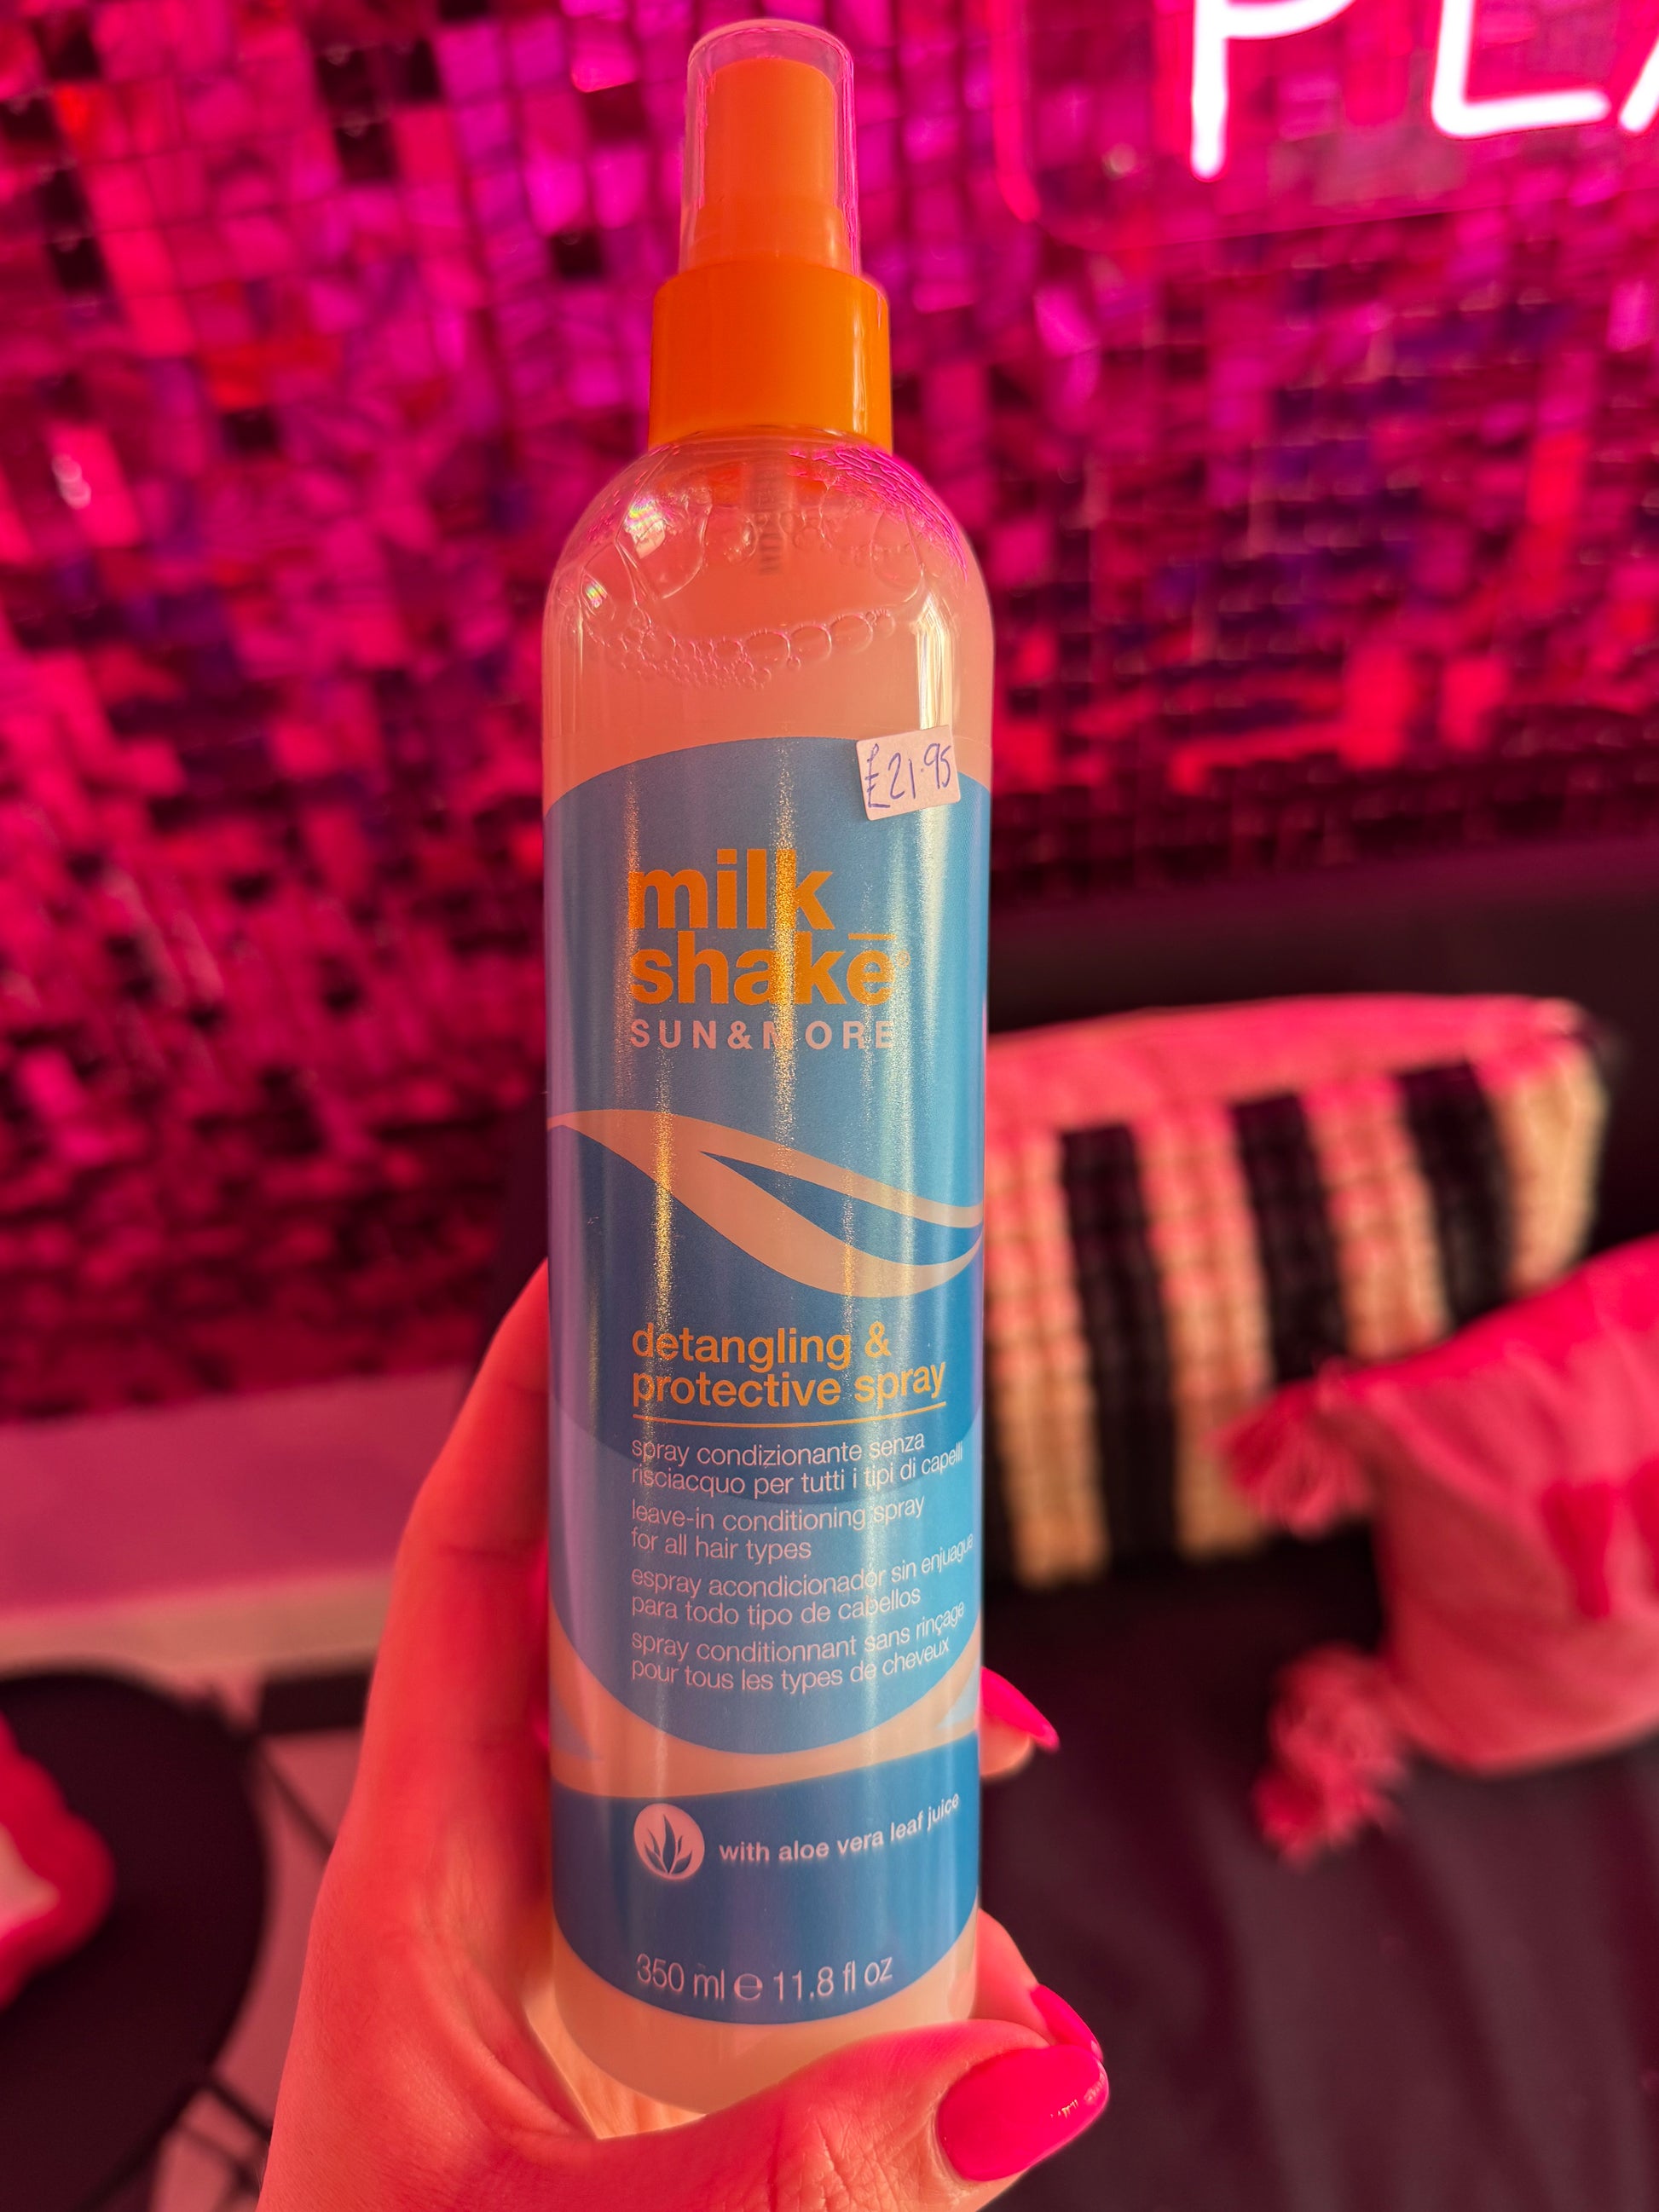 PL
£21.95
milk_
shake®
SUN&MORE
detangling &
protective spray
spray condizionante senza
risciacquo per tutti i tipi di capelli
leave-in conditioning spray
for all hair types
espray acondicionador sin enjuague
para todo tipo de cabellos
spray conditionnant sans rinçage
pour tous les types de cheveux
with aloe vera leaf juice
350 ml ℮ 11.8 fl oz